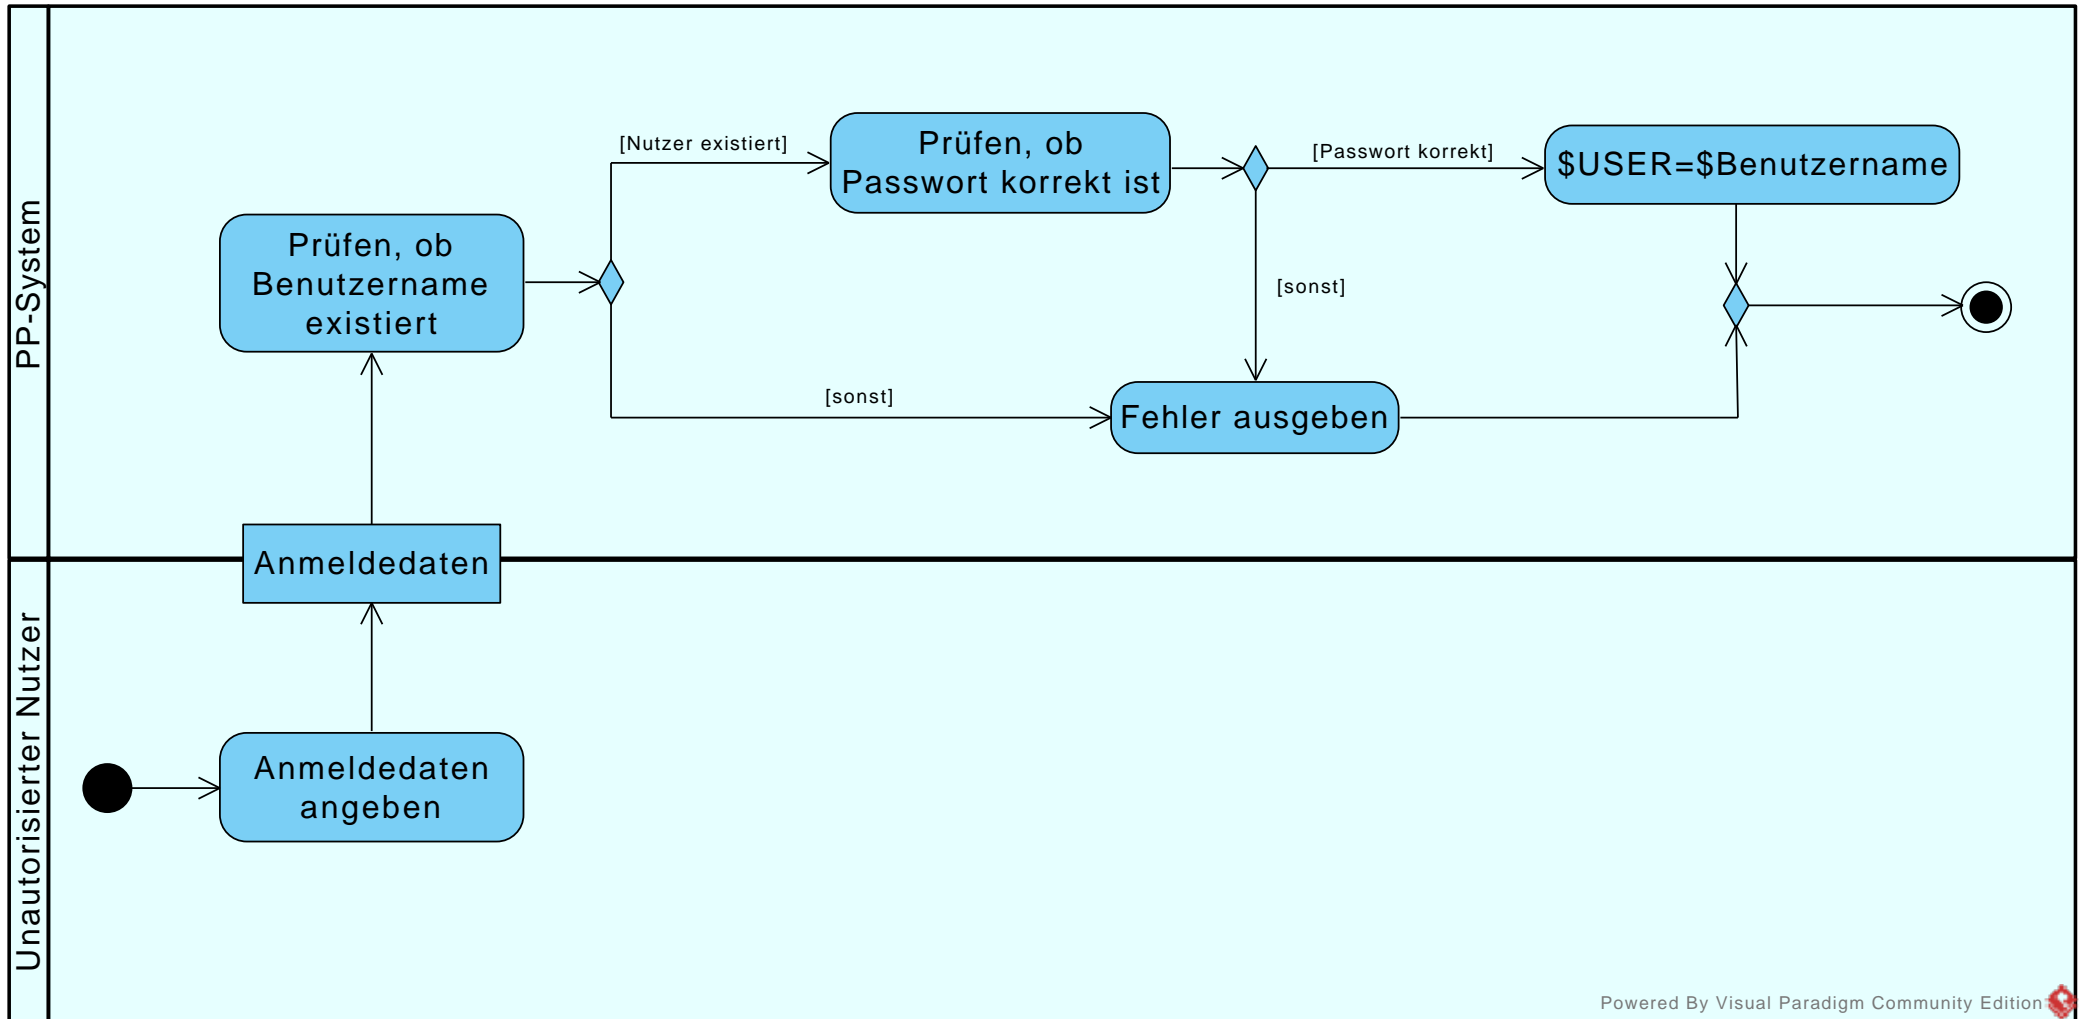 PP-System
[Nutzer existiert]
Prüfen, ob
Passwort korrekt ist
[Passwort korrekt]
$USER=$Benutzername
Prüfen, ob
Benutzername
existiert
[sonst]
[sonst]
Fehler ausgeben
Anmeldedaten
Unautorisierter Nutzer
Anmeldedaten
angeben
Powered By Visual Paradigm Community Edition